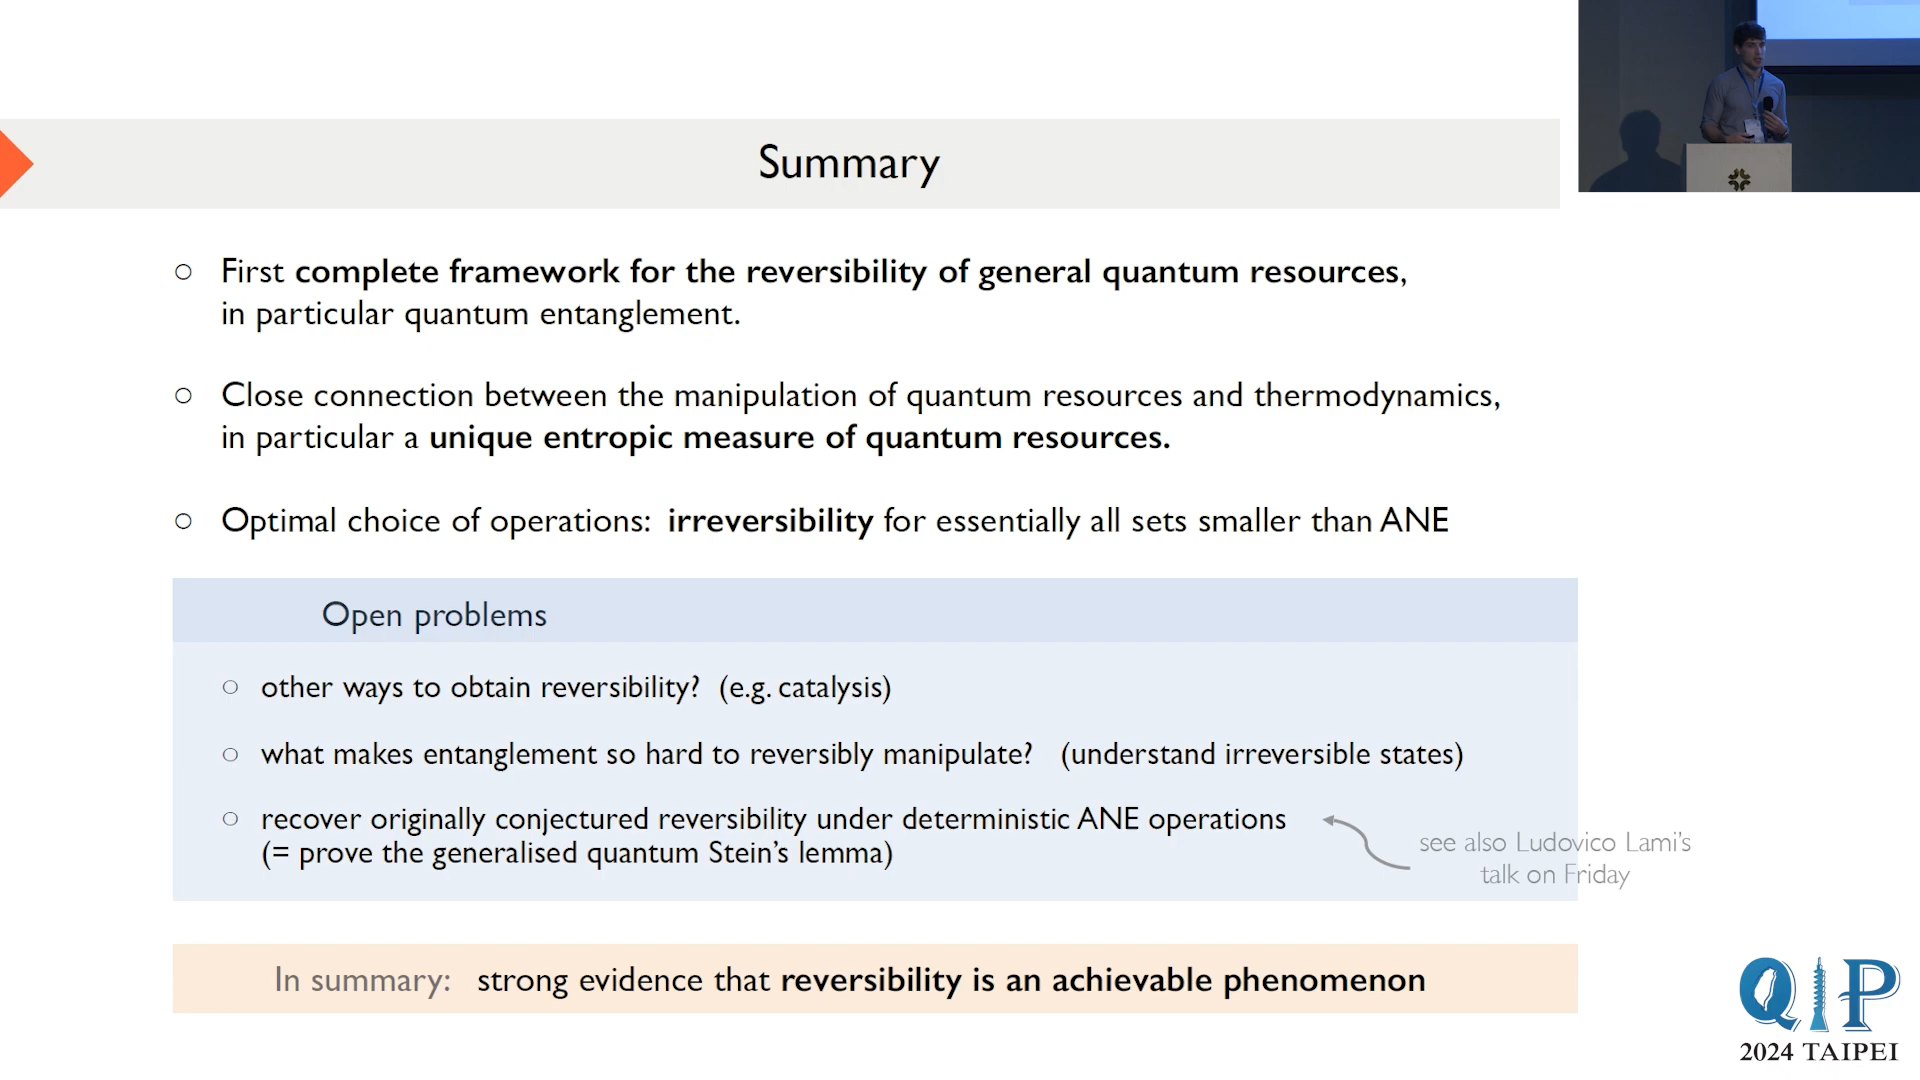 Summary
○ First complete framework for the reversibility of general quantum resources,
in particular quantum entanglement.
○ Close connection between the manipulation of quantum resources and thermodynamics,
in particular a unique entropic measure of quantum resources.
○ Optimal choice of operations: irreversibility for essentially all sets smaller than ANE
Open problems
○ other ways to obtain reversibility? (e.g. catalysis)
○ what makes entanglement so hard to reversibly manipulate? (understand irreversible states)
○ recover originally conjectured reversibility under deterministic ANE operations
(= prove the generalised quantum Stein's lemma)
see also Ludovico Lami's
talk on Friday
In summary: strong evidence that reversibility is an achievable phenomenon
QIP
2024 TAIPEI